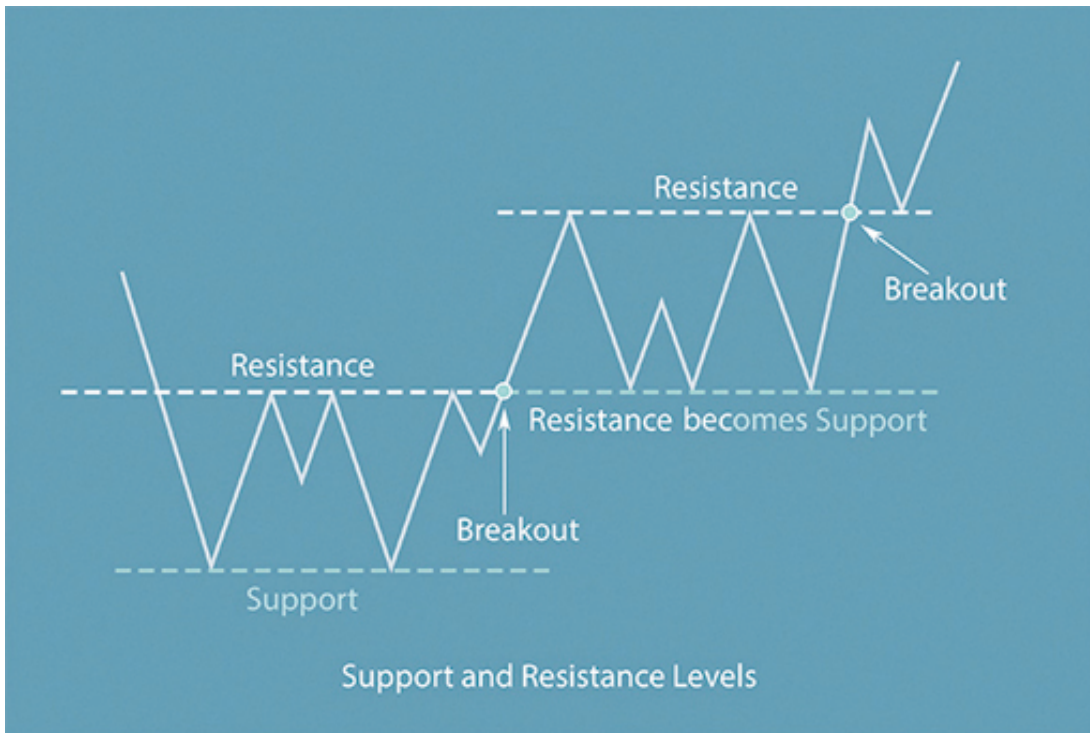 Resistance
Breakout
Resistance
Resistance becomes Support
Breakout
Support
Support and Resistance Levels